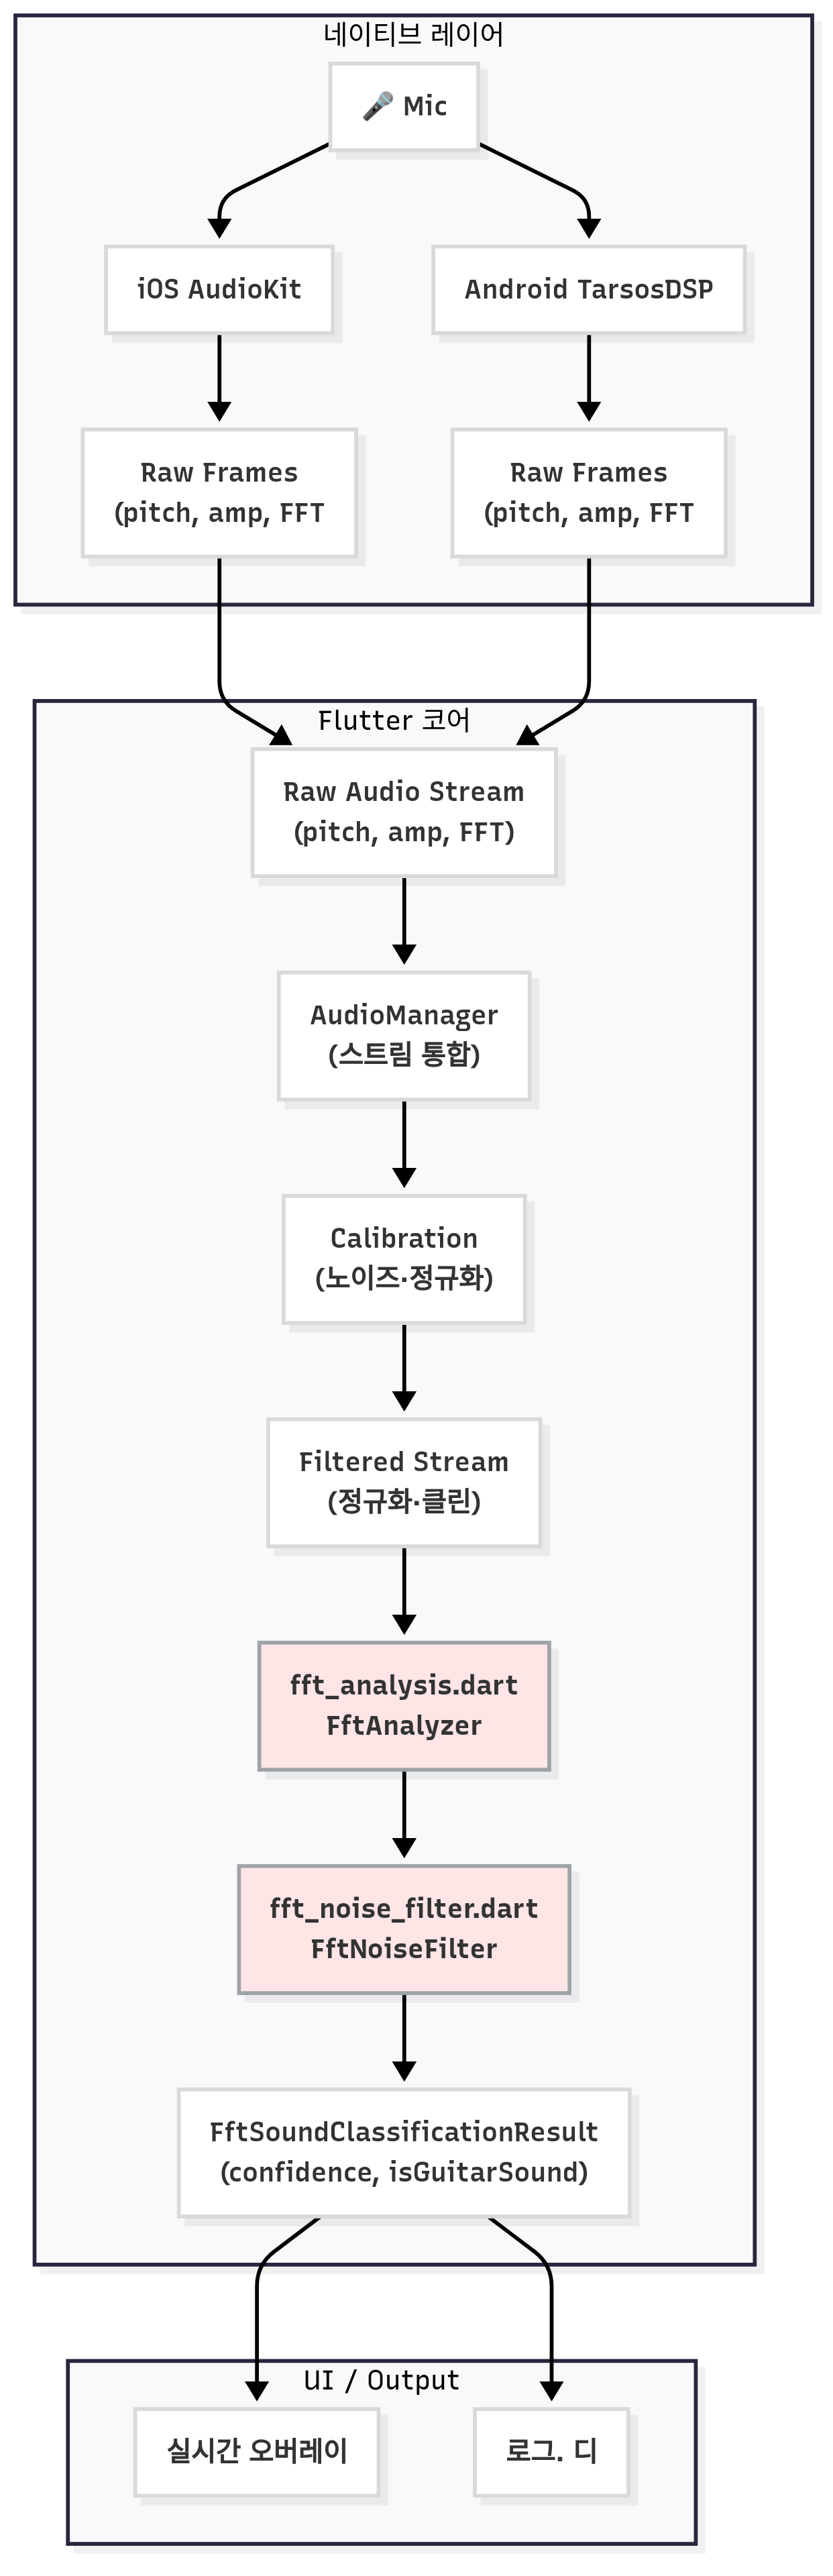 네이티브 레이어
🎤 Mic
iOS AudioKit
Android TarsosDSP
Raw Frames
(pitch, amp, FFT
Raw Frames
(pitch, amp, FFT
Flutter 코어
Raw Audio Stream
(pitch, amp, FFT)
AudioManager
(스트림 통합)
Calibration
(노이즈·정규화)
Filtered Stream
(정규화·클린)
fft_analysis.dart
FftAnalyzer
fft_noise_filter.dart
FftNoiseFilter
FftSoundClassificationResult
(confidence, isGuitarSound)
UI / Output
실시간 오버레이
로그. 디